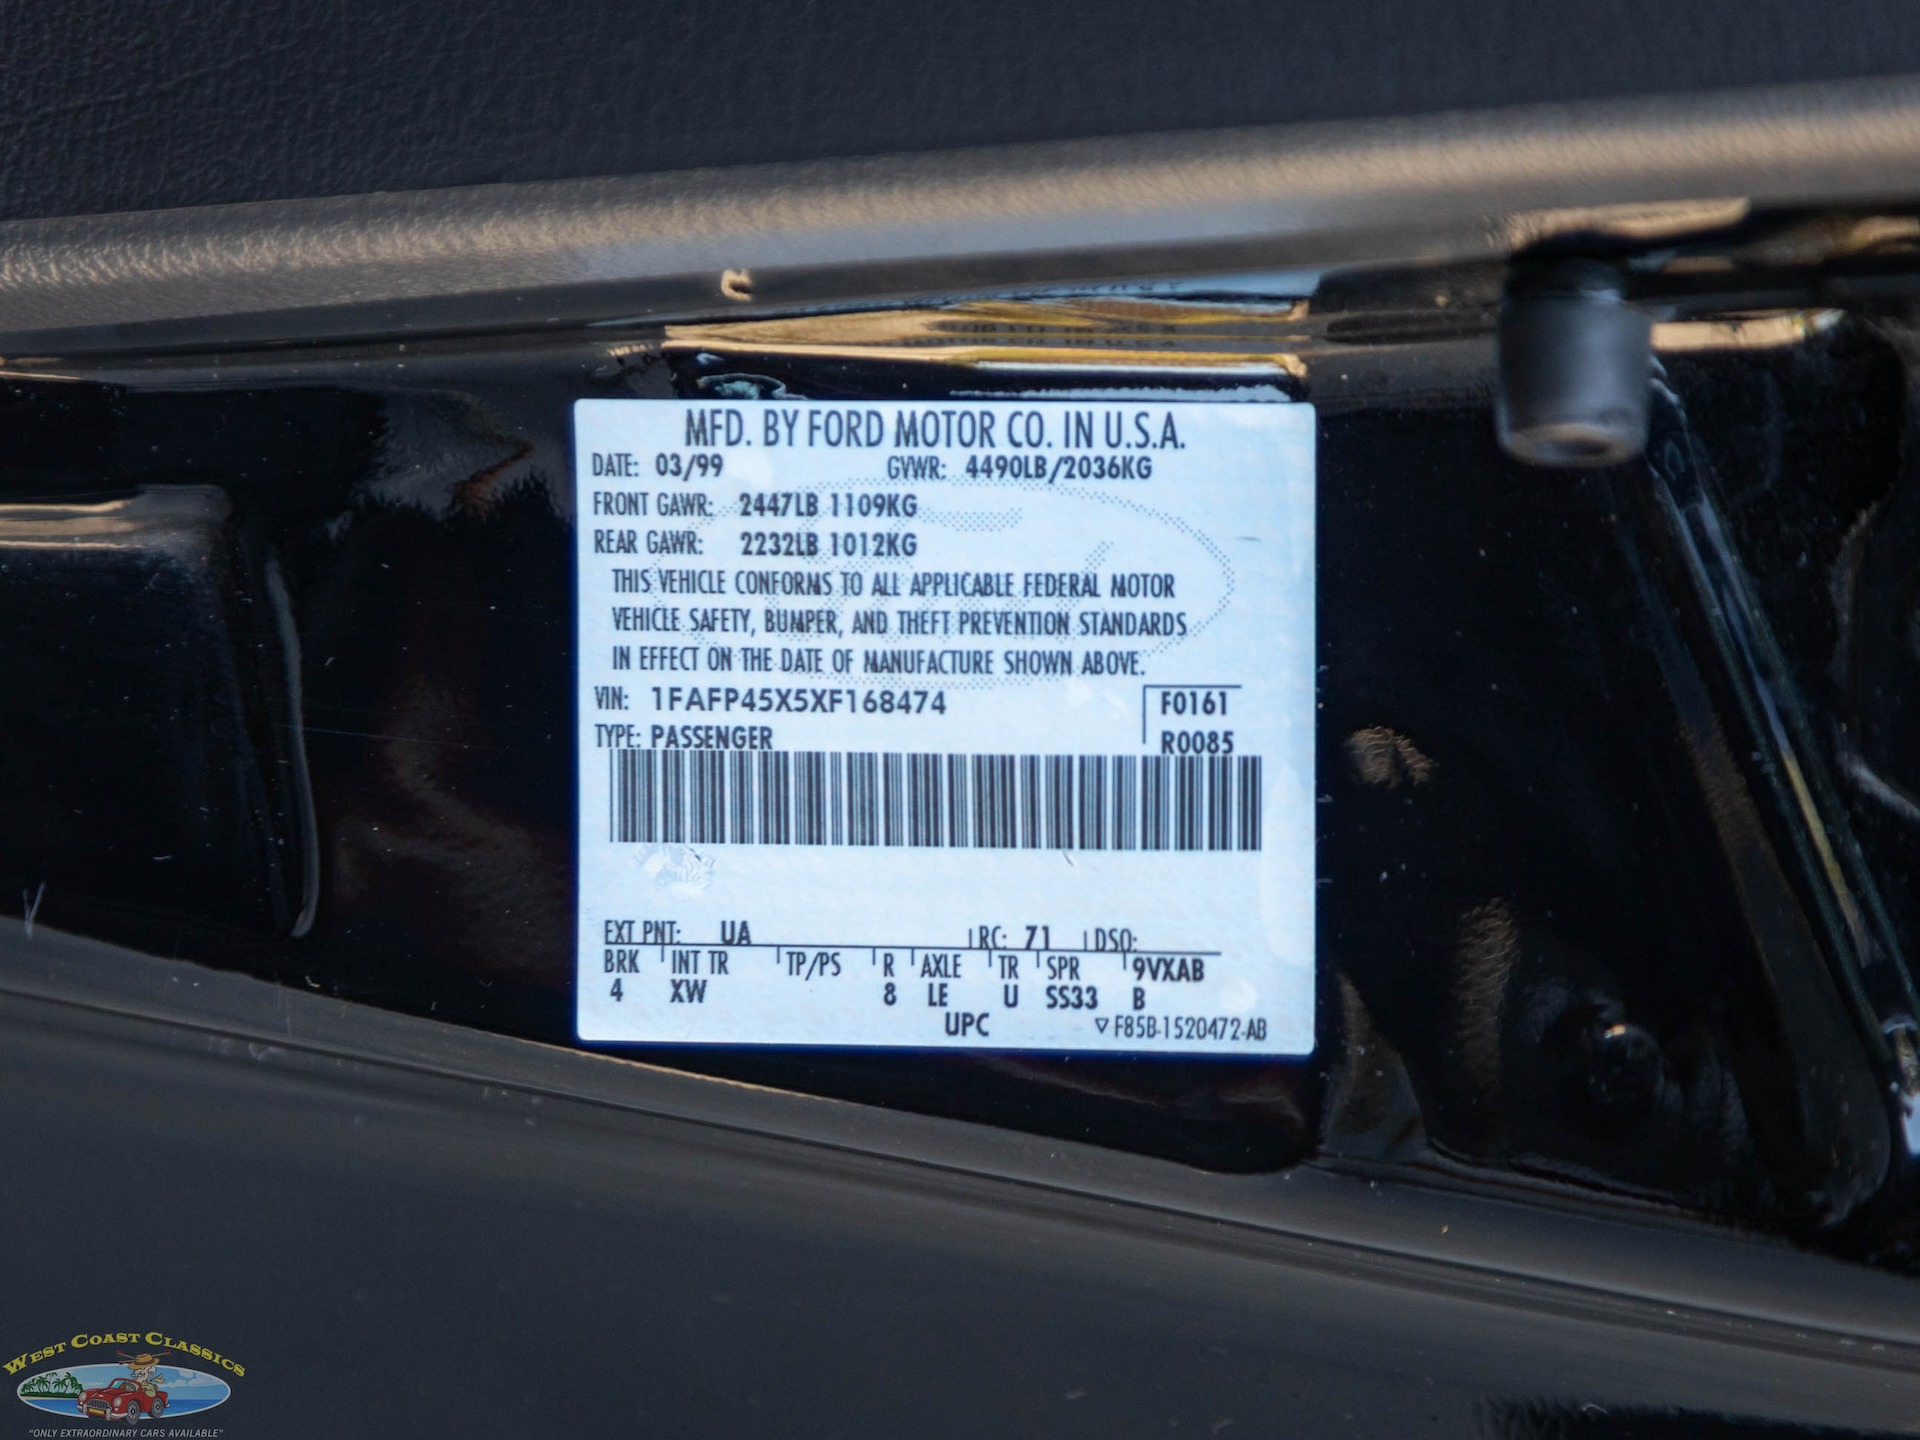 MFD. BY FORD MOTOR CO. IN U.S.A.
DATE: 03/99 GVWR: 4490LB/2036KG
FRONT GAWR: 2447LB 1109KG
REAR GAWR: 2232LB 1012KG
THIS VEHICLE CONFORMS TO ALL APPLICABLE FEDERAL MOTOR
VEHICLE SAFETY, BUMPER, AND THEFT PREVENTION STANDARDS
IN EFFECT ON THE DATE OF MANUFACTURE SHOWN ABOVE.
VIN: 1FAFP45X5XF168474 F0161
TYPE: PASSENGER R0085
EXT PNT: UA RC: 71 DSO:
BRK INT TR TP/PS R AXLE TR SPR 9VXAB
4 XW 8 LE U SS33 B
UPC ▽ F85B-1520472-AB
WEST COAST CLASSICS
"ONLY EXTRAORDINARY CARS AVAILABLE"